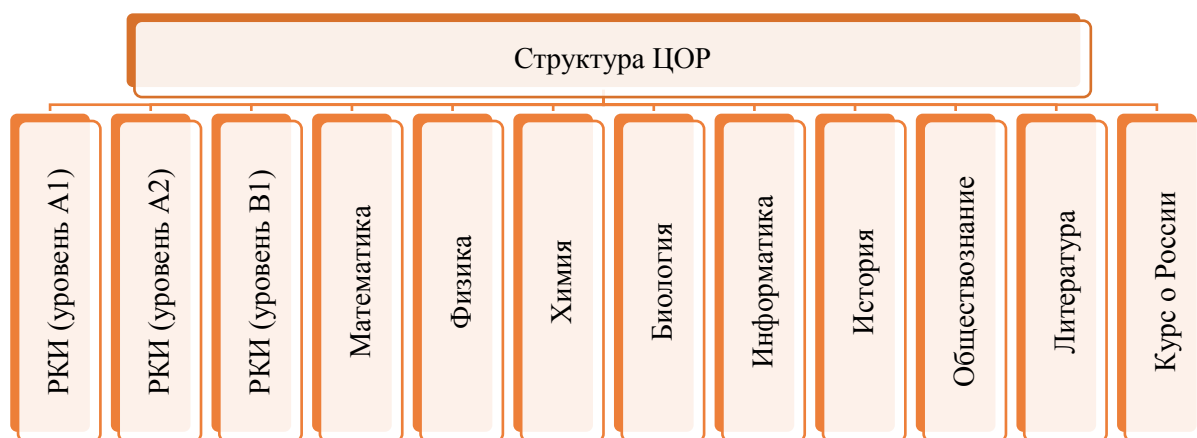 Структура ЦОР
РКИ (уровень А1)
РКИ (уровень А2)
РКИ (уровень В1)
Математика
Физика
Химия
Биология
Информатика
История
Обществознание
Литература
Курс о России